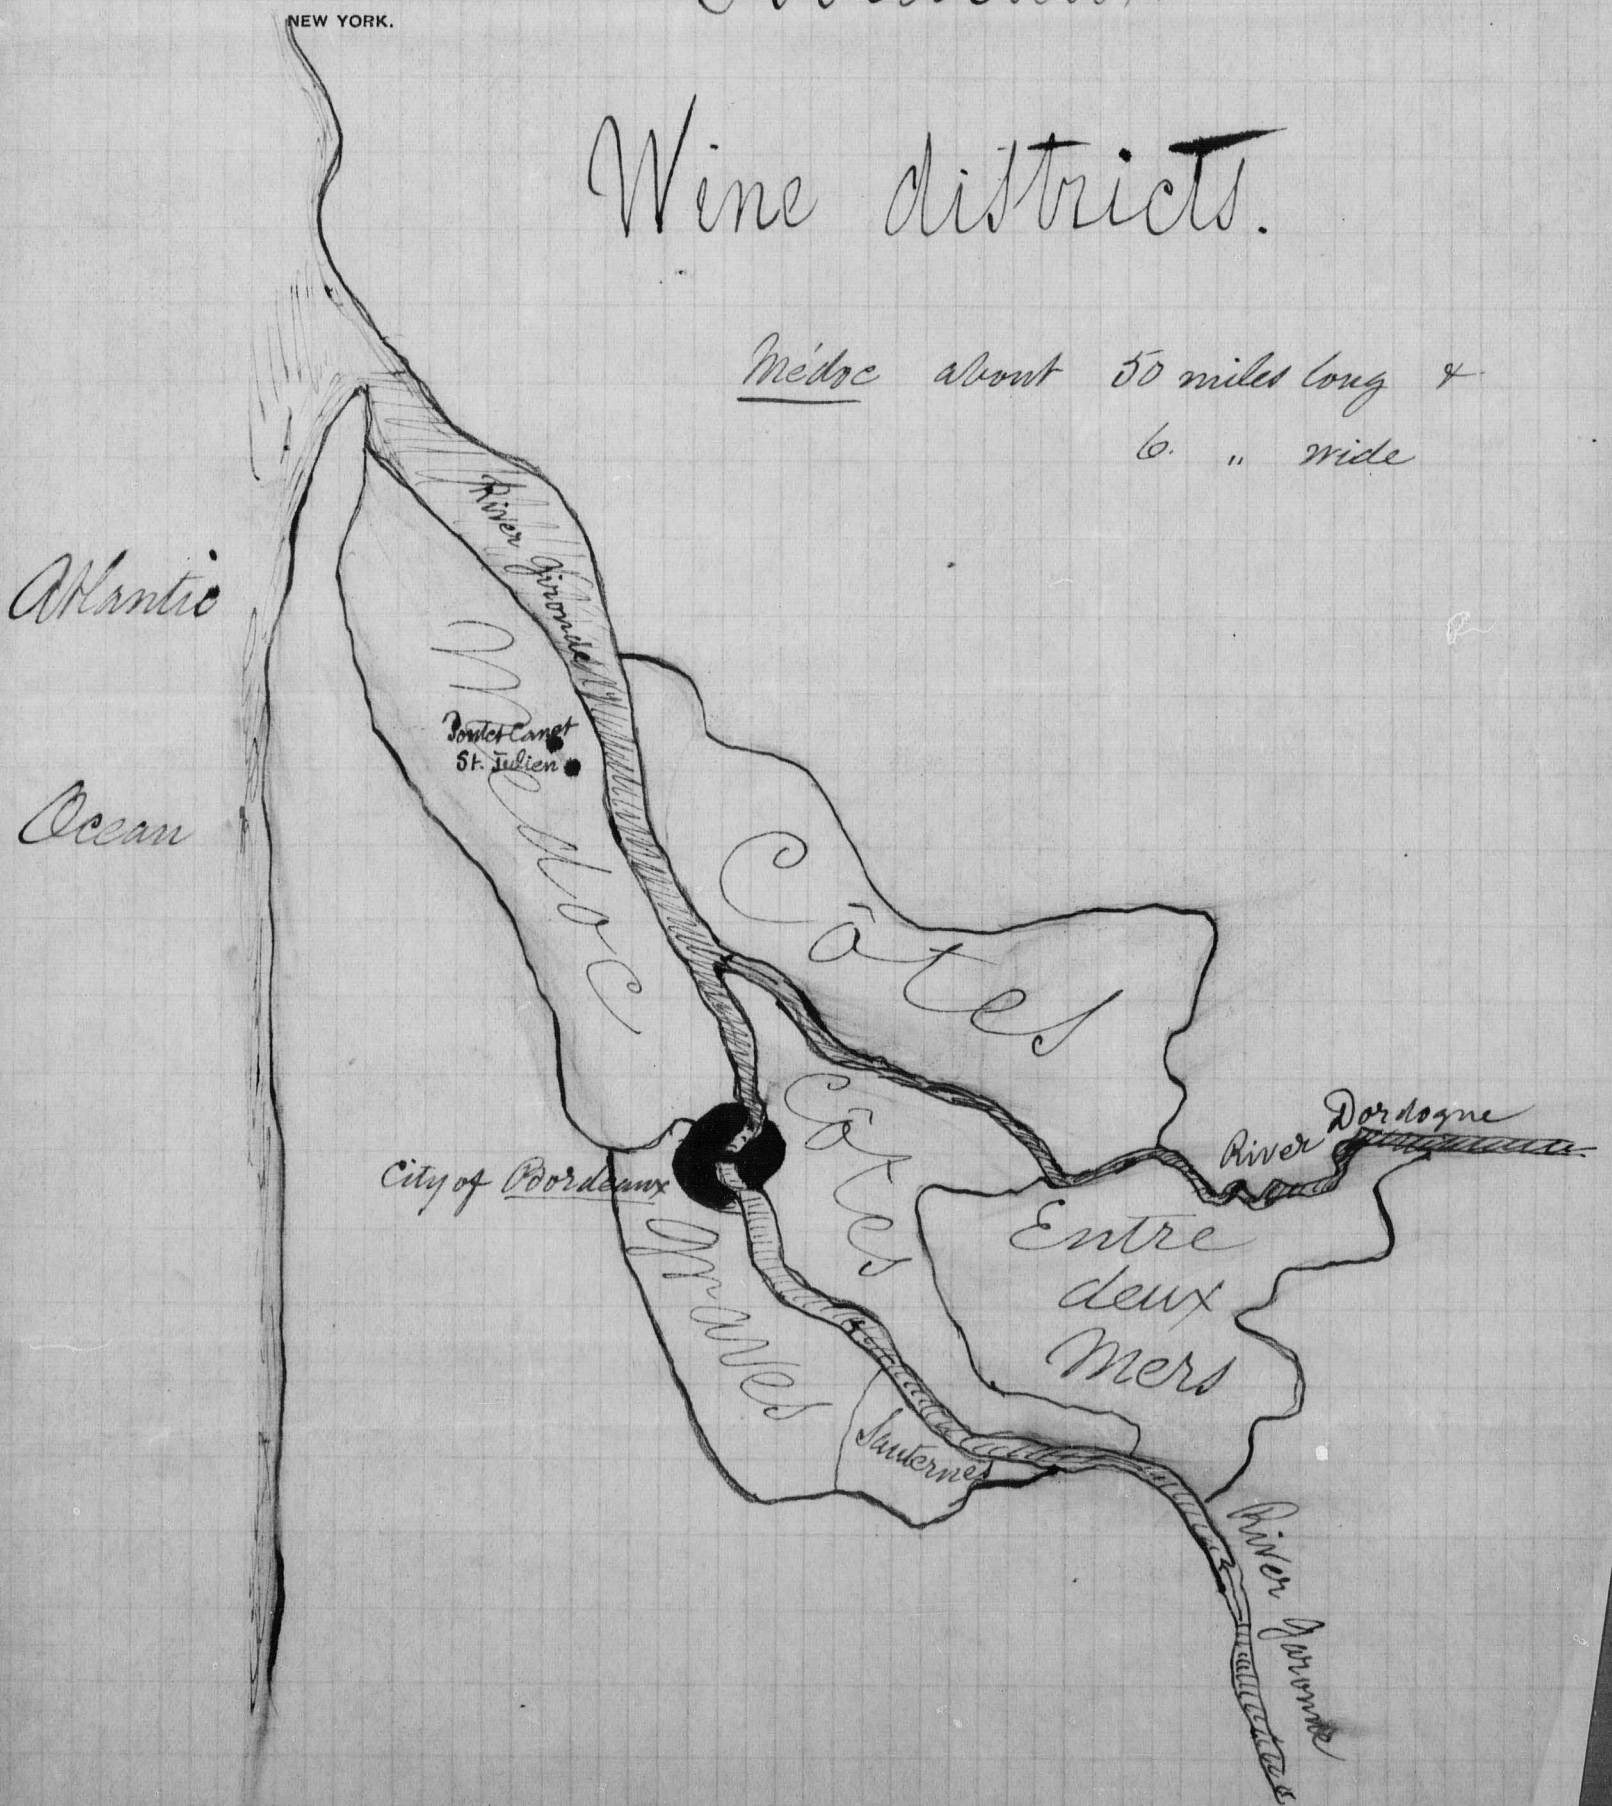 NEW YORK.
Wine districts.
Médoc about 50 miles long &
6. " wide
Atlantic
Ocean
River Gironde
Medoc
Pontet Canet
St. Julien
Côtes
Côtes
River Dordogne
City of Bordeaux
Entre
deux
Mers
Graves
Sauternes
River Garonne